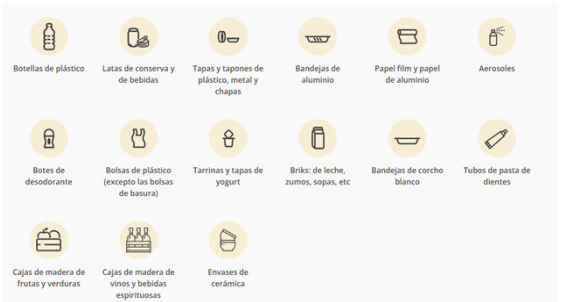 Botellas de plástico
Latas de conserva y
de bebidas
Tapas y tapones de
plástico, metal y
chapas
Bandejas de
aluminio
Papel film y papel
de aluminio
Aerosoles
Botes de
desodorante
Bolsas de plástico
(excepto las bolsas
de basura)
Tarrinas y tapas de
yogurt
Briks: de leche,
zumos, sopas, etc
Bandejas de corcho
blanco
Tubos de pasta de
dientes
Cajas de madera de
frutas y verduras
Cajas de madera de
vinos y bebidas
espirituosas
Envases de
cerámica